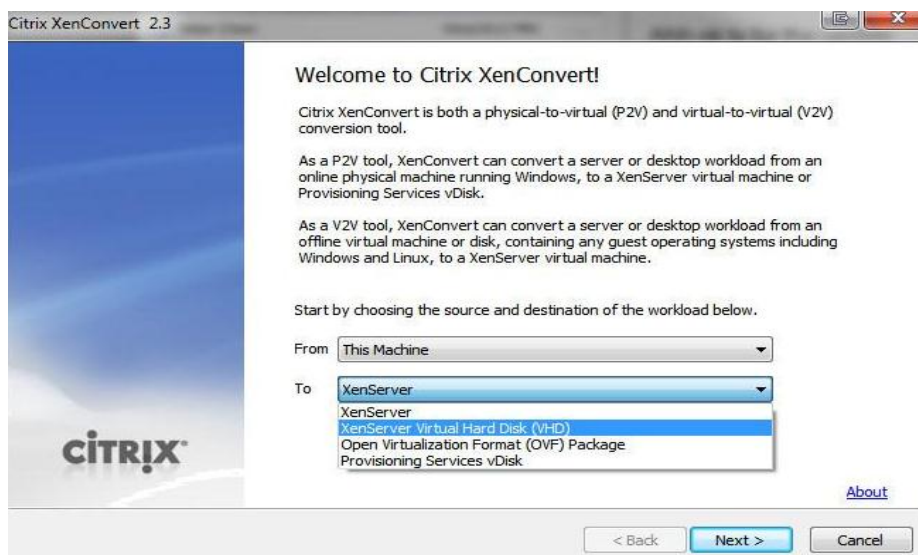 Citrix XenConvert 2.3
Welcome to Citrix XenConvert!
Citrix XenConvert is both a physical-to-virtual (P2V) and virtual-to-virtual (V2V)
conversion tool.
As a P2V tool, XenConvert can convert a server or desktop workload from an
online physical machine running Windows, to a XenServer virtual machine or
Provisioning Services vDisk.
As a V2V tool, XenConvert can convert a server or desktop workload from an
offline virtual machine or disk, containing any guest operating systems including
Windows and Linux, to a XenServer virtual machine.
Start by choosing the source and destination of the workload below.
From This Machine
To XenServer
XenServer
XenServer Virtual Hard Disk (VHD)
Open Virtualization Format (OVF) Package
Provisioning Services vDisk
CİTRIX
About
< Back Next > Cancel